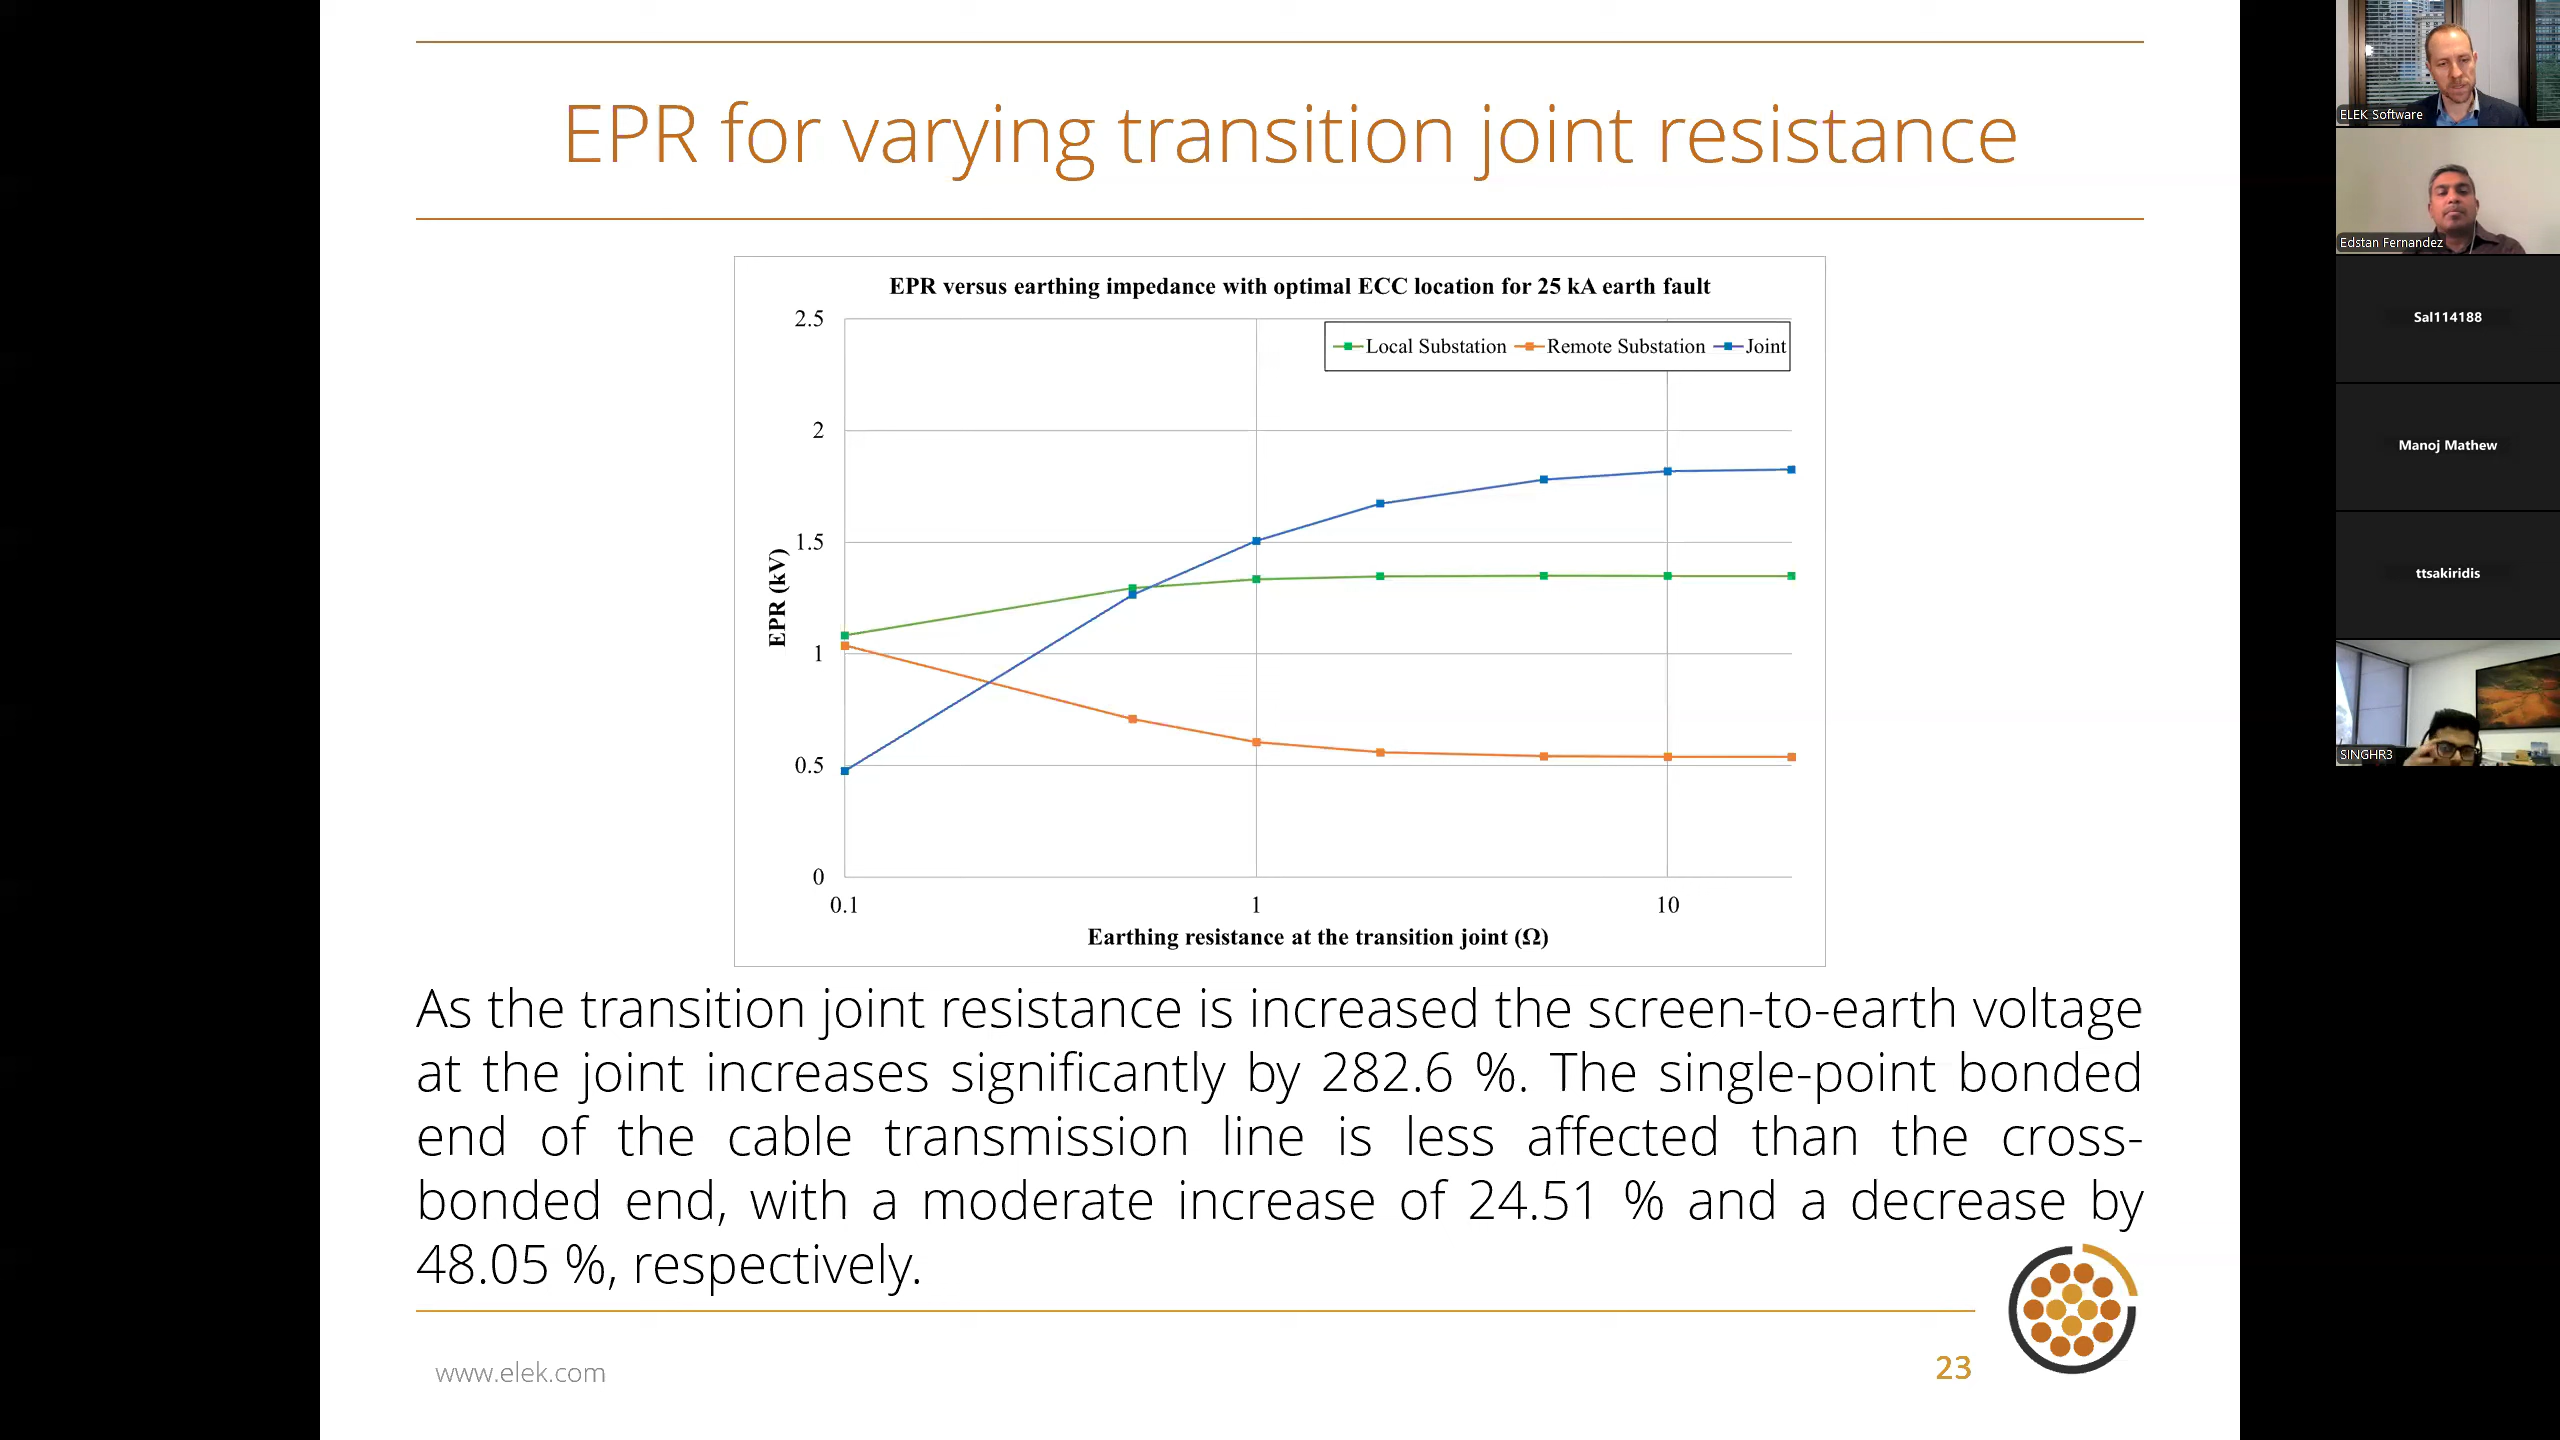 EPR for varying transition joint resistance
EPR versus earthing impedance with optimal ECC location for 25 kA earth fault
Local Substation Remote Substation Joint
2.5
2
1.5
1
0.5
0
EPR (kV)
0.1 1 10
Earthing resistance at the transition joint (Ω)
As the transition joint resistance is increased the screen-to-earth voltage
at the joint increases significantly by 282.6 %. The single-point bonded
end of the cable transmission line is less affected than the cross-
bonded end, with a moderate increase of 24.51 % and a decrease by
48.05 %, respectively.
www.elek.com
23
ELEK Software
Edstan Fernandez
Sal114188
Manoj Mathew
ttsakiridis
SINGHR3